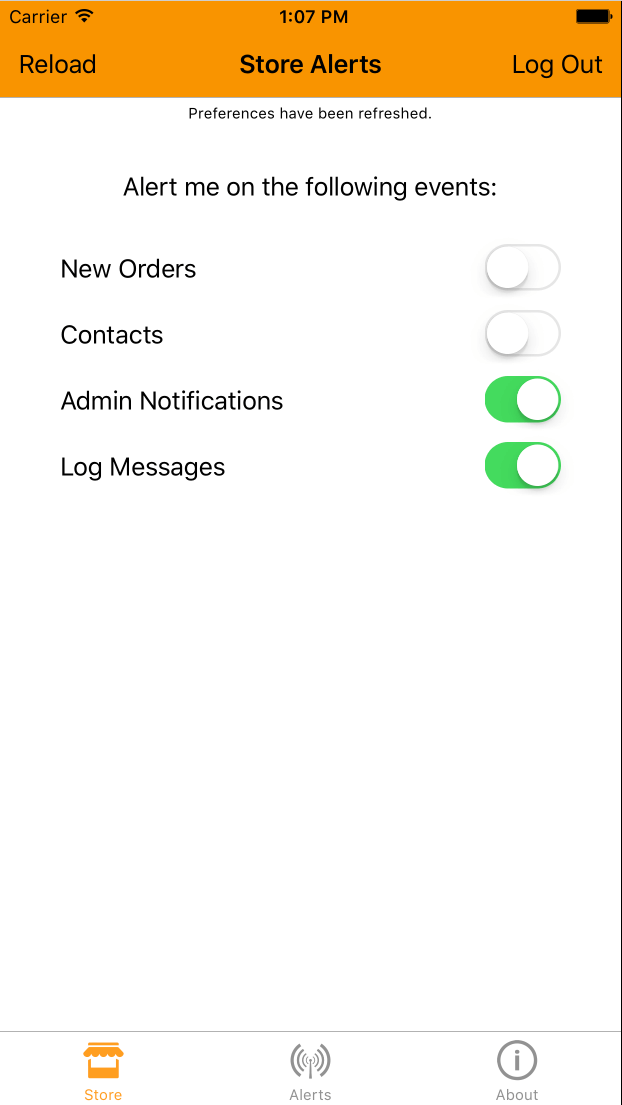 Carrier 1:07 PM
Reload Store Alerts Log Out
Preferences have been refreshed.
Alert me on the following events:
New Orders
Contacts
Admin Notifications
Log Messages
Store Alerts About